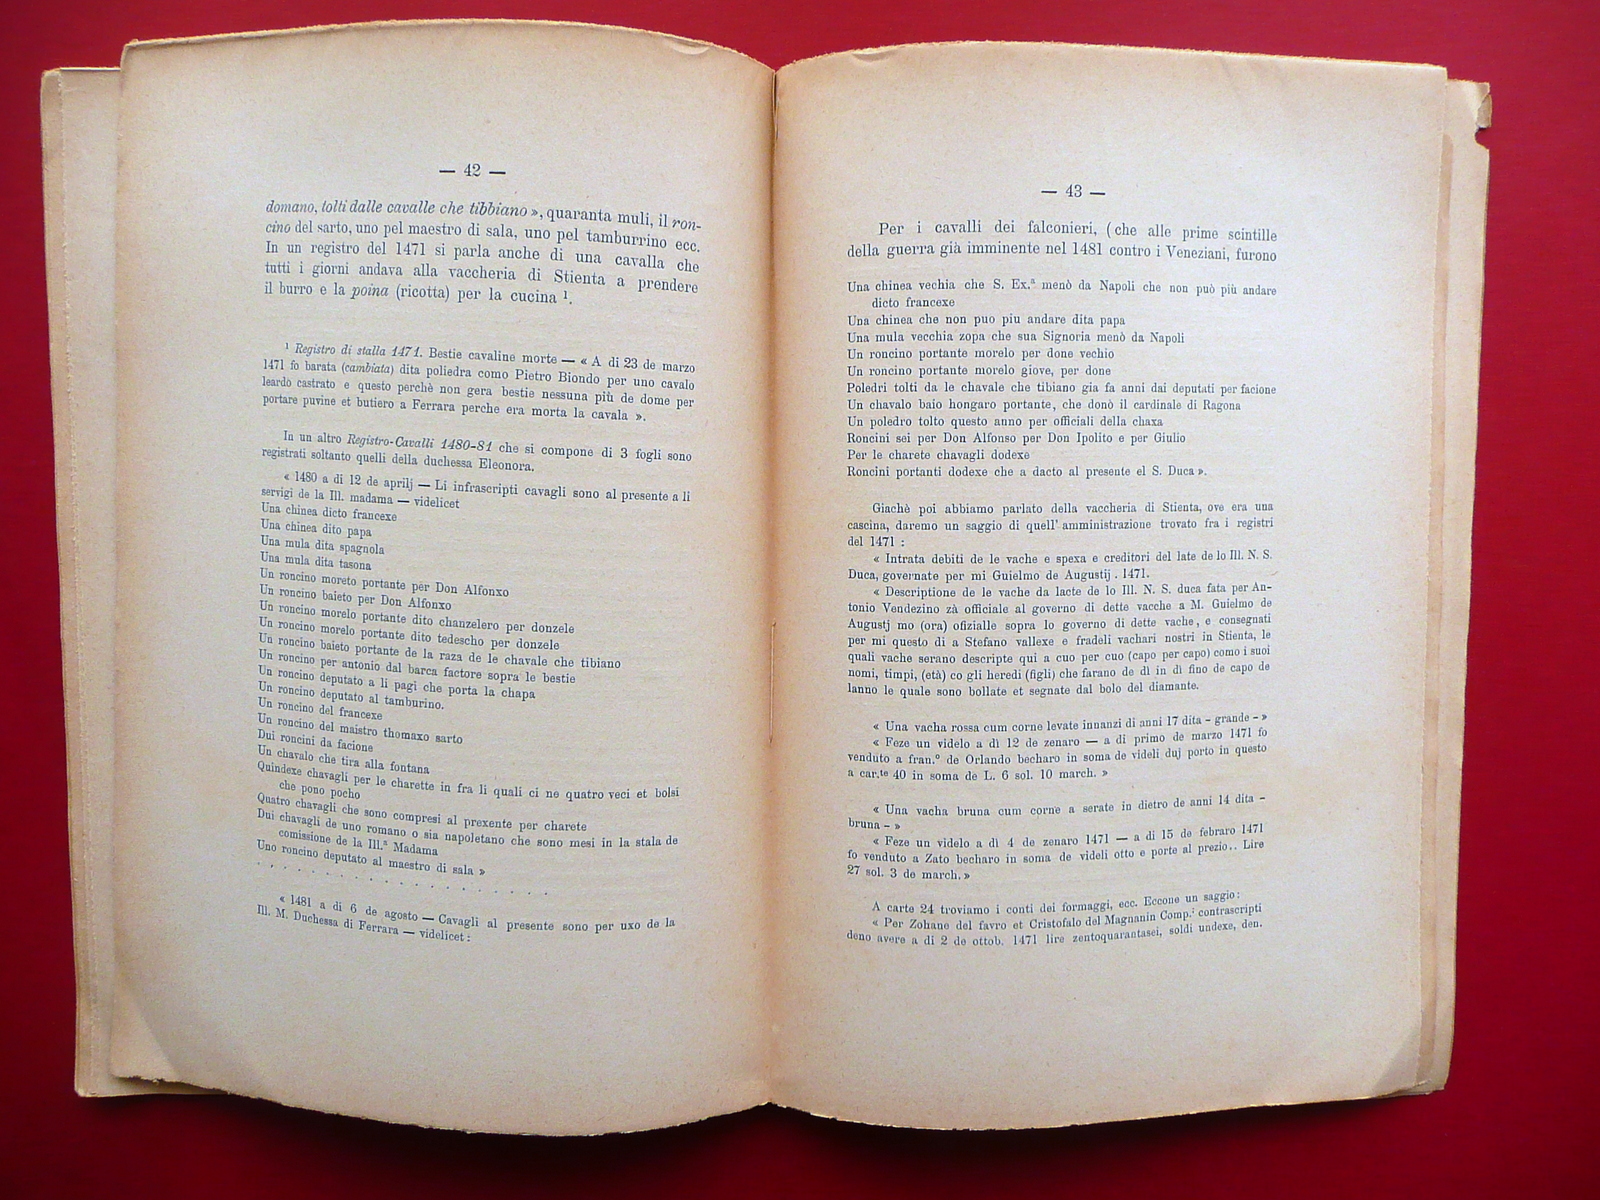 — 42 —
domano, tolti dalle cavalle che tibbiano », quaranta muli, il ron-
cino del sarto, uno pel maestro di sala, uno pel tamburrino ecc.
In un registro del 1471 si parla anche di una cavalla che
tutti i giorni andava alla vaccheria di Stienta a prendere
il burro e la poina (ricotta) per la cucina ¹.
¹ Registro di stalla 1471. Bestie cavaline morte — « A di 23 de marzo
1471 fo barata (cambiata) dita poliedra como Pietro Biondo per uno cavalo
leardo castrato e questo perchè non gera bestie nessuna più de dome per
portare puvine et butiero a Ferrara perche era morta la cavala ».
In un altro Registro-Cavalli 1480-81 che si compone di 3 fogli sono
registrati soltanto quelli della duchessa Eleonora.
« 1480 a di 12 de aprilj — Li infrascripti cavagli sono al presente a li
servigi de la Ill. madama — videlicet
Una chinea dicto francexe
Una chinea dito papa
Una mula dita spagnola
Una mula dita tasona
Un roncino moreto portante per Don Alfonxo
Un roncino baieto per Don Alfonxo
Un roncino morelo portante dito chanzelero per donzele
Un roncino morelo portante dito tedescho per donzele
Un roncino baieto portante de la raza de le chavale che tibiano
Un roncino per antonio dal barca factore sopra le bestie
Un roncino deputato a li pagi che porta la chapa
Un roncino deputato al tamburino.
Un roncino del francexe
Un roncino del maistro thomaxo sarto
Dui roncini da facione
Un chavalo che tira alla fontana
Quindexe chavagli per le charette in fra li quali ci ne quatro veci et bolsi
che pono pocho
Quatro chavagli che sono compresi al prexente per charete
Dui chavagli de uno romano o sia napoletano che sono mesi in la stala de
comissione de la Ill.ª Madama
Uno roncino deputato al maestro di sala »
. . . . . . . . . . . . . . . . . .
« 1481 a di 6 de agosto — Cavagli al presente sono per uxo de la
Ill. M. Duchessa di Ferrara — videlicet :
— 43 —
Per i cavalli dei falconieri, (che alle prime scintille
della guerra già imminente nel 1481 contro i Veneziani, furono
Una chinea vechia che S. Ex.ª menò da Napoli che non può più andare
dicto francexe
Una chinea che non puo piu andare dita papa
Una mula vecchia zopa che sua Signoria menò da Napoli
Un roncino portante morelo per done vechio
Un roncino portante morelo giove, per done
Poledri tolti da le chavale che tibiano gia fa anni dai deputati per facione
Un chavalo baio hongaro portante, che donò il cardinale di Ragona
Un poledro tolto questo anno per officiali della chaxa
Roncini sei per Don Alfonso per Don Ipolito e per Giulio
Per le charete chavagli dodexe
Roncini portanti dodexe che a dacto al presente el S. Duca ».
Giachè poi abbiamo parlato della vaccheria di Stienta, ove era una
cascina, daremo un saggio di quell' amministrazione trovato fra i registri
del 1471 :
« Intrata debiti de le vache e spexa e creditori del late de lo Ill. N. S.
Duca, governate per mi Guielmo de Augustij . 1471.
« Descriptione de le vache da lacte de lo Ill. N. S. duca fata per An-
tonio Vendezino zà officiale al governo di dette vacche a M. Guielmo de
Augustj mo (ora) ofizialle sopra lo governo di dette vache, e consegnati
per mi questo di a Stefano vallexe e fradeli vachari nostri in Stienta, le
quali vache serano descripte qui a cuo per cuo (capo per capo) como i suoi
nomi, timpi, (età) co gli heredi (figli) che farano de dì in dì fino de capo de
lanno le quale sono bollate et segnate dal bolo del diamante.
« Una vacha rossa cum corne levate innanzi di anni 17 dita - grande - »
« Feze un videlo a dì 12 de zenaro — a di primo de marzo 1471 fo
venduto a fran.º de Orlando becharo in soma de videli duj porto in questo
a car.te 40 in soma de L. 6 sol. 10 march. »
« Una vacha bruna cum corne a serate in dietro de anni 14 dita -
bruna - »
« Feze un videlo a dì 4 de zenaro 1471 — a di 15 de febraro 1471
fo venduto a Zato becharo in soma de videli otto e porte al prezio.. Lire
27 sol. 3 de march. »
A carte 24 troviamo i conti dei formaggi, ecc. Eccone un saggio :
« Per Zohane del favro et Cristofalo del Magnanin Comp.i contrascripti
deno avere a di 2 de ottob. 1471 lire zentoquarantasei, soldi undexe, den.